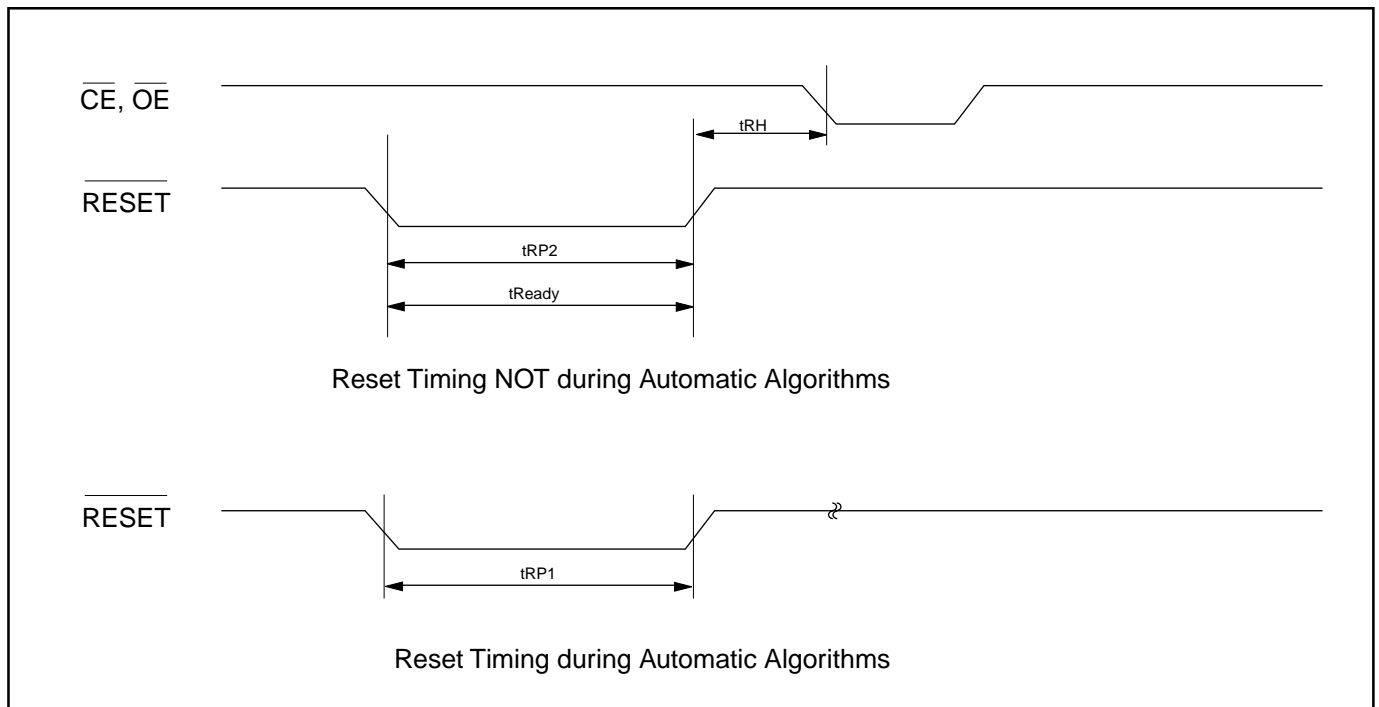 CE, OE
tRH
RESET
tRP2
tReady
Reset Timing NOT during Automatic Algorithms
RESET
tRP1
Reset Timing during Automatic Algorithms